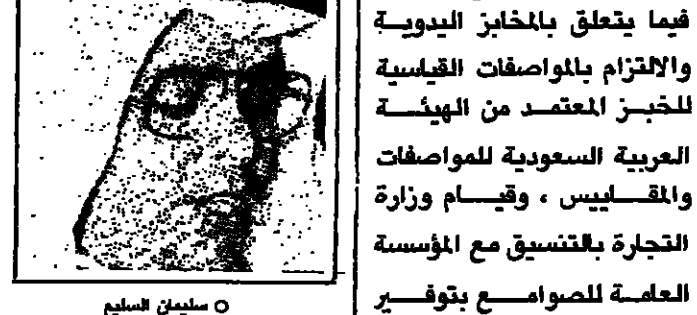 فيما يتعلق بالمخابز اليدوية
والالتزام بالمواصفات القياسية
للخبز المعتمد من الهيئة
العربية السعودية للمواصفات
والمقاييس ، وقيام وزارة
التجارة بالتنسيق مع المؤسسة
العامة للصوامع بتوفير
○ سليمان السليم